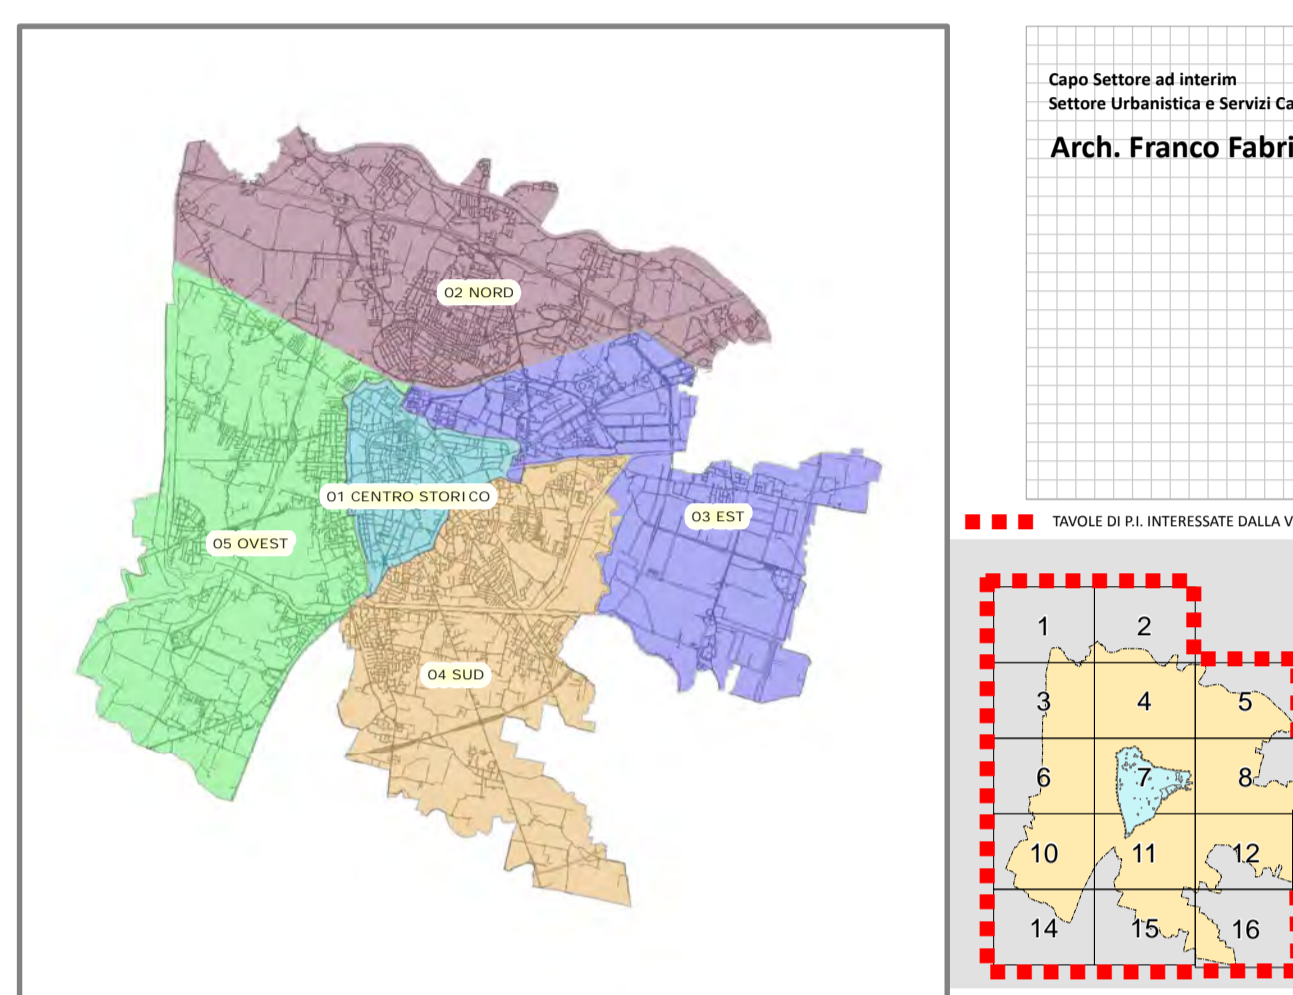 02 NORD
01 CENTRO STORICO
03 EST
05 OVEST
04 SUD
Capo Settore ad interim
Settore Urbanistica e Servizi Ca
Arch. Franco Fabri
TAVOLE DI P.I. INTERESSATE DALLA V
1 2
3 4 5
6 7 8
10 11 12
14 15 16